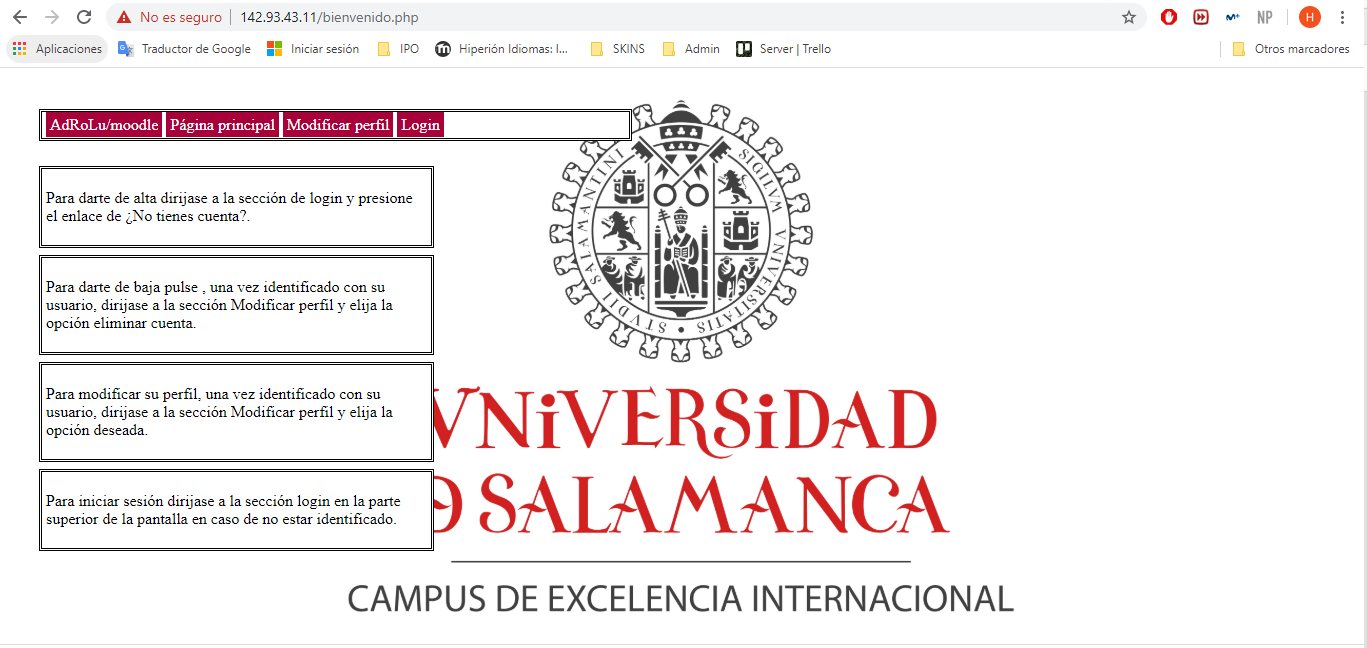 No es seguro | 142.93.43.11/bienvenido.php
NP H
Aplicaciones Traductor de Google Iniciar sesión IPO m Hiperión Idiomas: I... SKINS Admin Server | Trello Otros marcadores
AdRoLu/moodle Página principal Modificar perfil Login
Para darte de alta dirijase a la sección de login y presione
el enlace de ¿No tienes cuenta?.
Para darte de baja pulse , una vez identificado con su
usuario, dirijase a la sección Modificar perfil y elija la
opción eliminar cuenta.
Para modificar su perfil, una vez identificado con su
usuario, dirijase a la sección Modificar perfil y elija la
opción deseada.
Para iniciar sesión dirijase a la sección login en la parte
superior de la pantalla en caso de no estar identificado.
SIGILVM VNIVERSITATIS STVDII SALAMANTINI
VNiVERSiDAD
D SALAMANCA
CAMPUS DE EXCELENCIA INTERNACIONAL